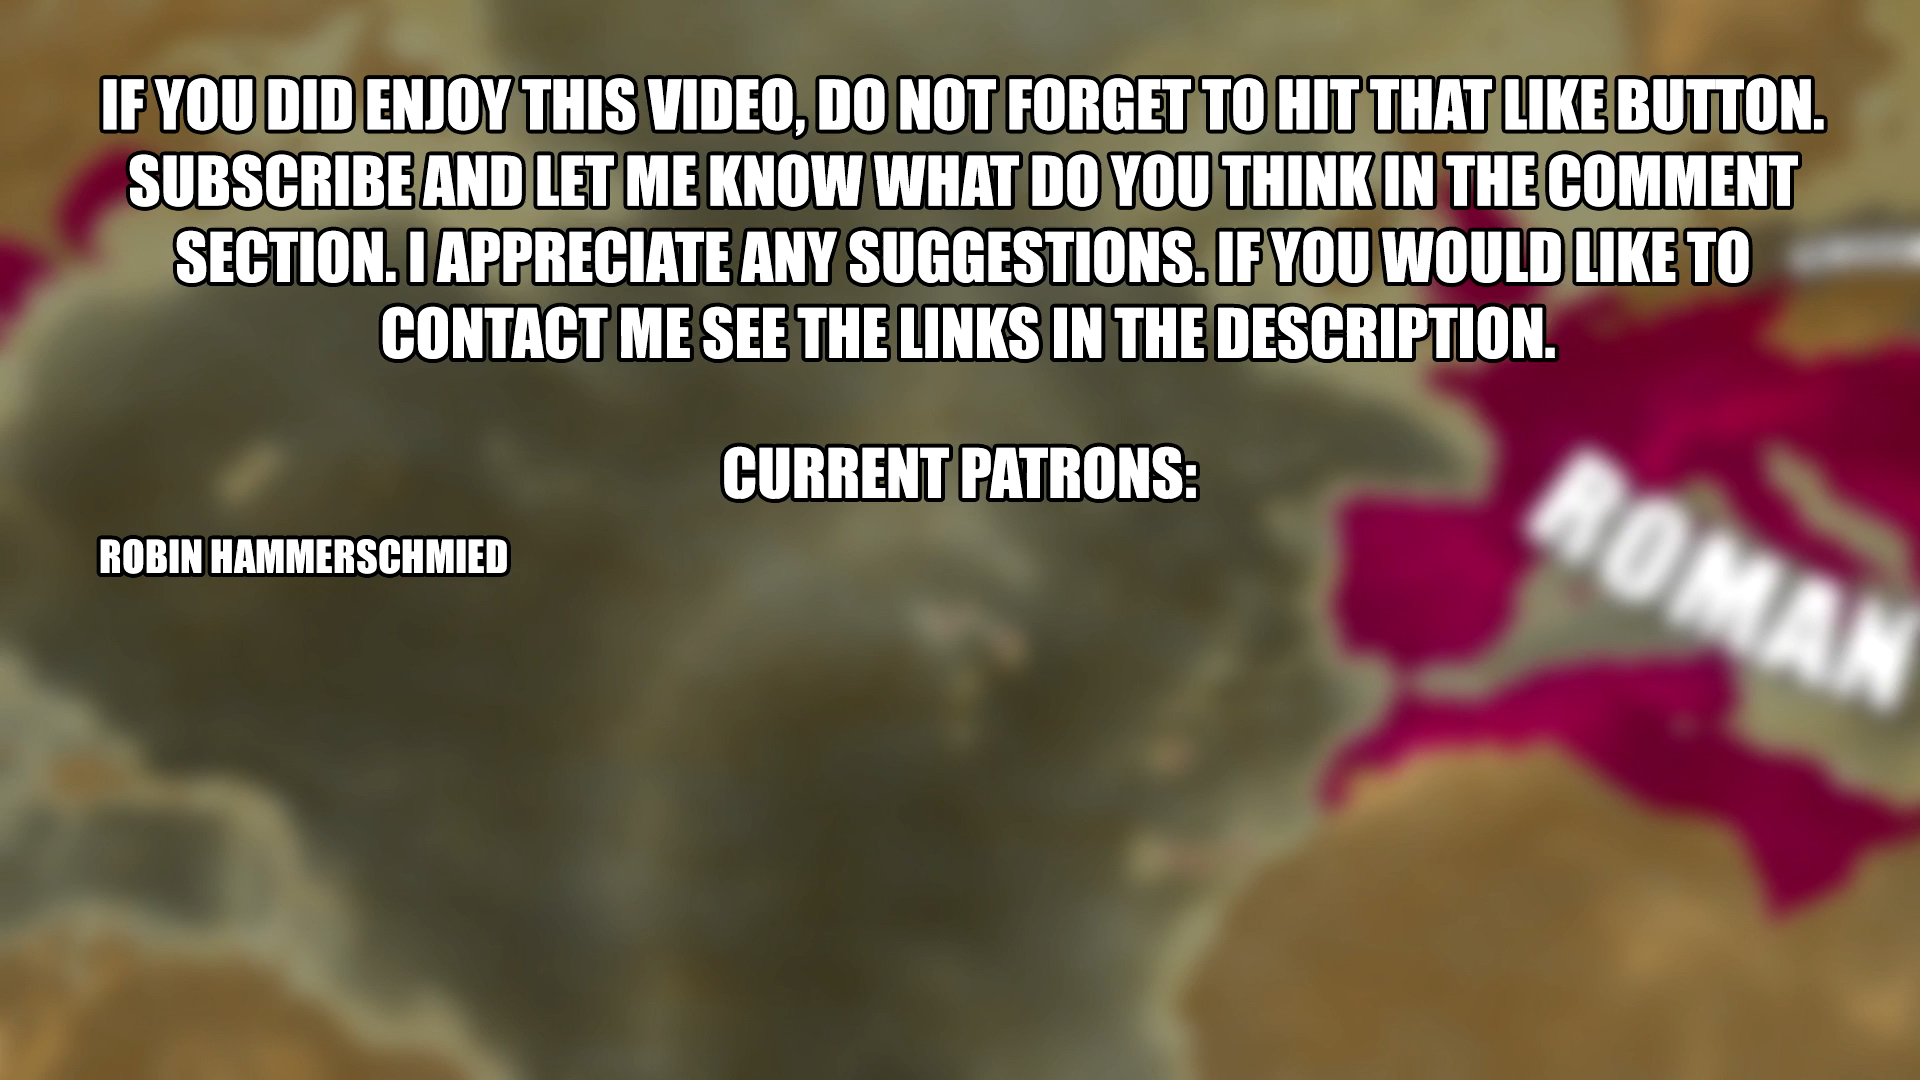 IF YOU DID ENJOY THIS VIDEO, DO NOT FORGET TO HIT THAT LIKE BUTTON.
SUBSCRIBE AND LET ME KNOW WHAT DO YOU THINK IN THE COMMENT
SECTION. I APPRECIATE ANY SUGGESTIONS. IF YOU WOULD LIKE TO
CONTACT ME SEE THE LINKS IN THE DESCRIPTION.
CURRENT PATRONS:
ROBIN HAMMERSCHMIED
ROMAN